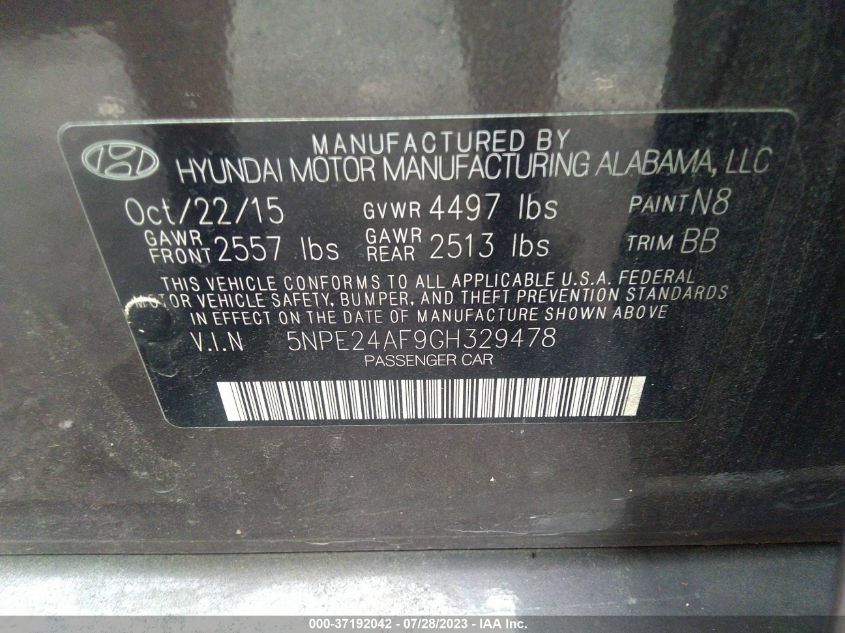 MANUFACTURED BY
HYUNDAI MOTOR MANUFACTURING ALABAMA, LLC
Oct/22/15 GVWR 4497 lbs PAINT N8
GAWR FRONT 2557 lbs GAWR REAR 2513 lbs TRIM BB
THIS VEHICLE CONFORMS TO ALL APPLICABLE U.S.A. FEDERAL
MOTOR VEHICLE SAFETY, BUMPER, AND THEFT PREVENTION STANDARDS
IN EFFECT ON THE DATE OF MANUFACTURE SHOWN ABOVE
V.I.N 5NPE24AF9GH329478
PASSENGER CAR
000-37192042 - 07/28/2023 - IAA, Inc.